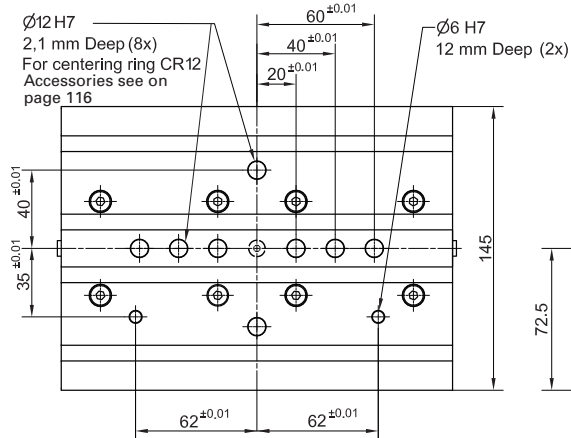 Ø12 H7
2,1 mm Deep (8x)
For centering ring CR12
Accessories see on
page 116
60±0.01
40±0.01
20±0.01
Ø6 H7
12 mm Deep (2x)
40±0.01
35±0.01
145
72.5
62±0.01
62±0.01